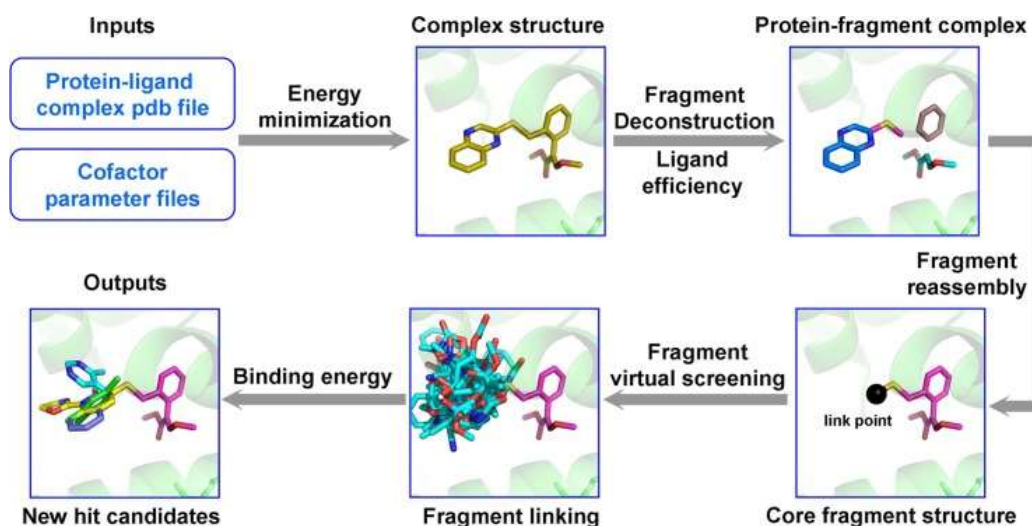 Inputs
Protein-ligand
complex pdb file
Cofactor
parameter files
Energy
minimization
Complex structure
Fragment
Deconstruction
Ligand
efficiency
Protein-fragment complex
Fragment
reassembly
Core fragment structure
link point
Fragment
virtual screening
Fragment linking
Binding energy
Outputs
New hit candidates